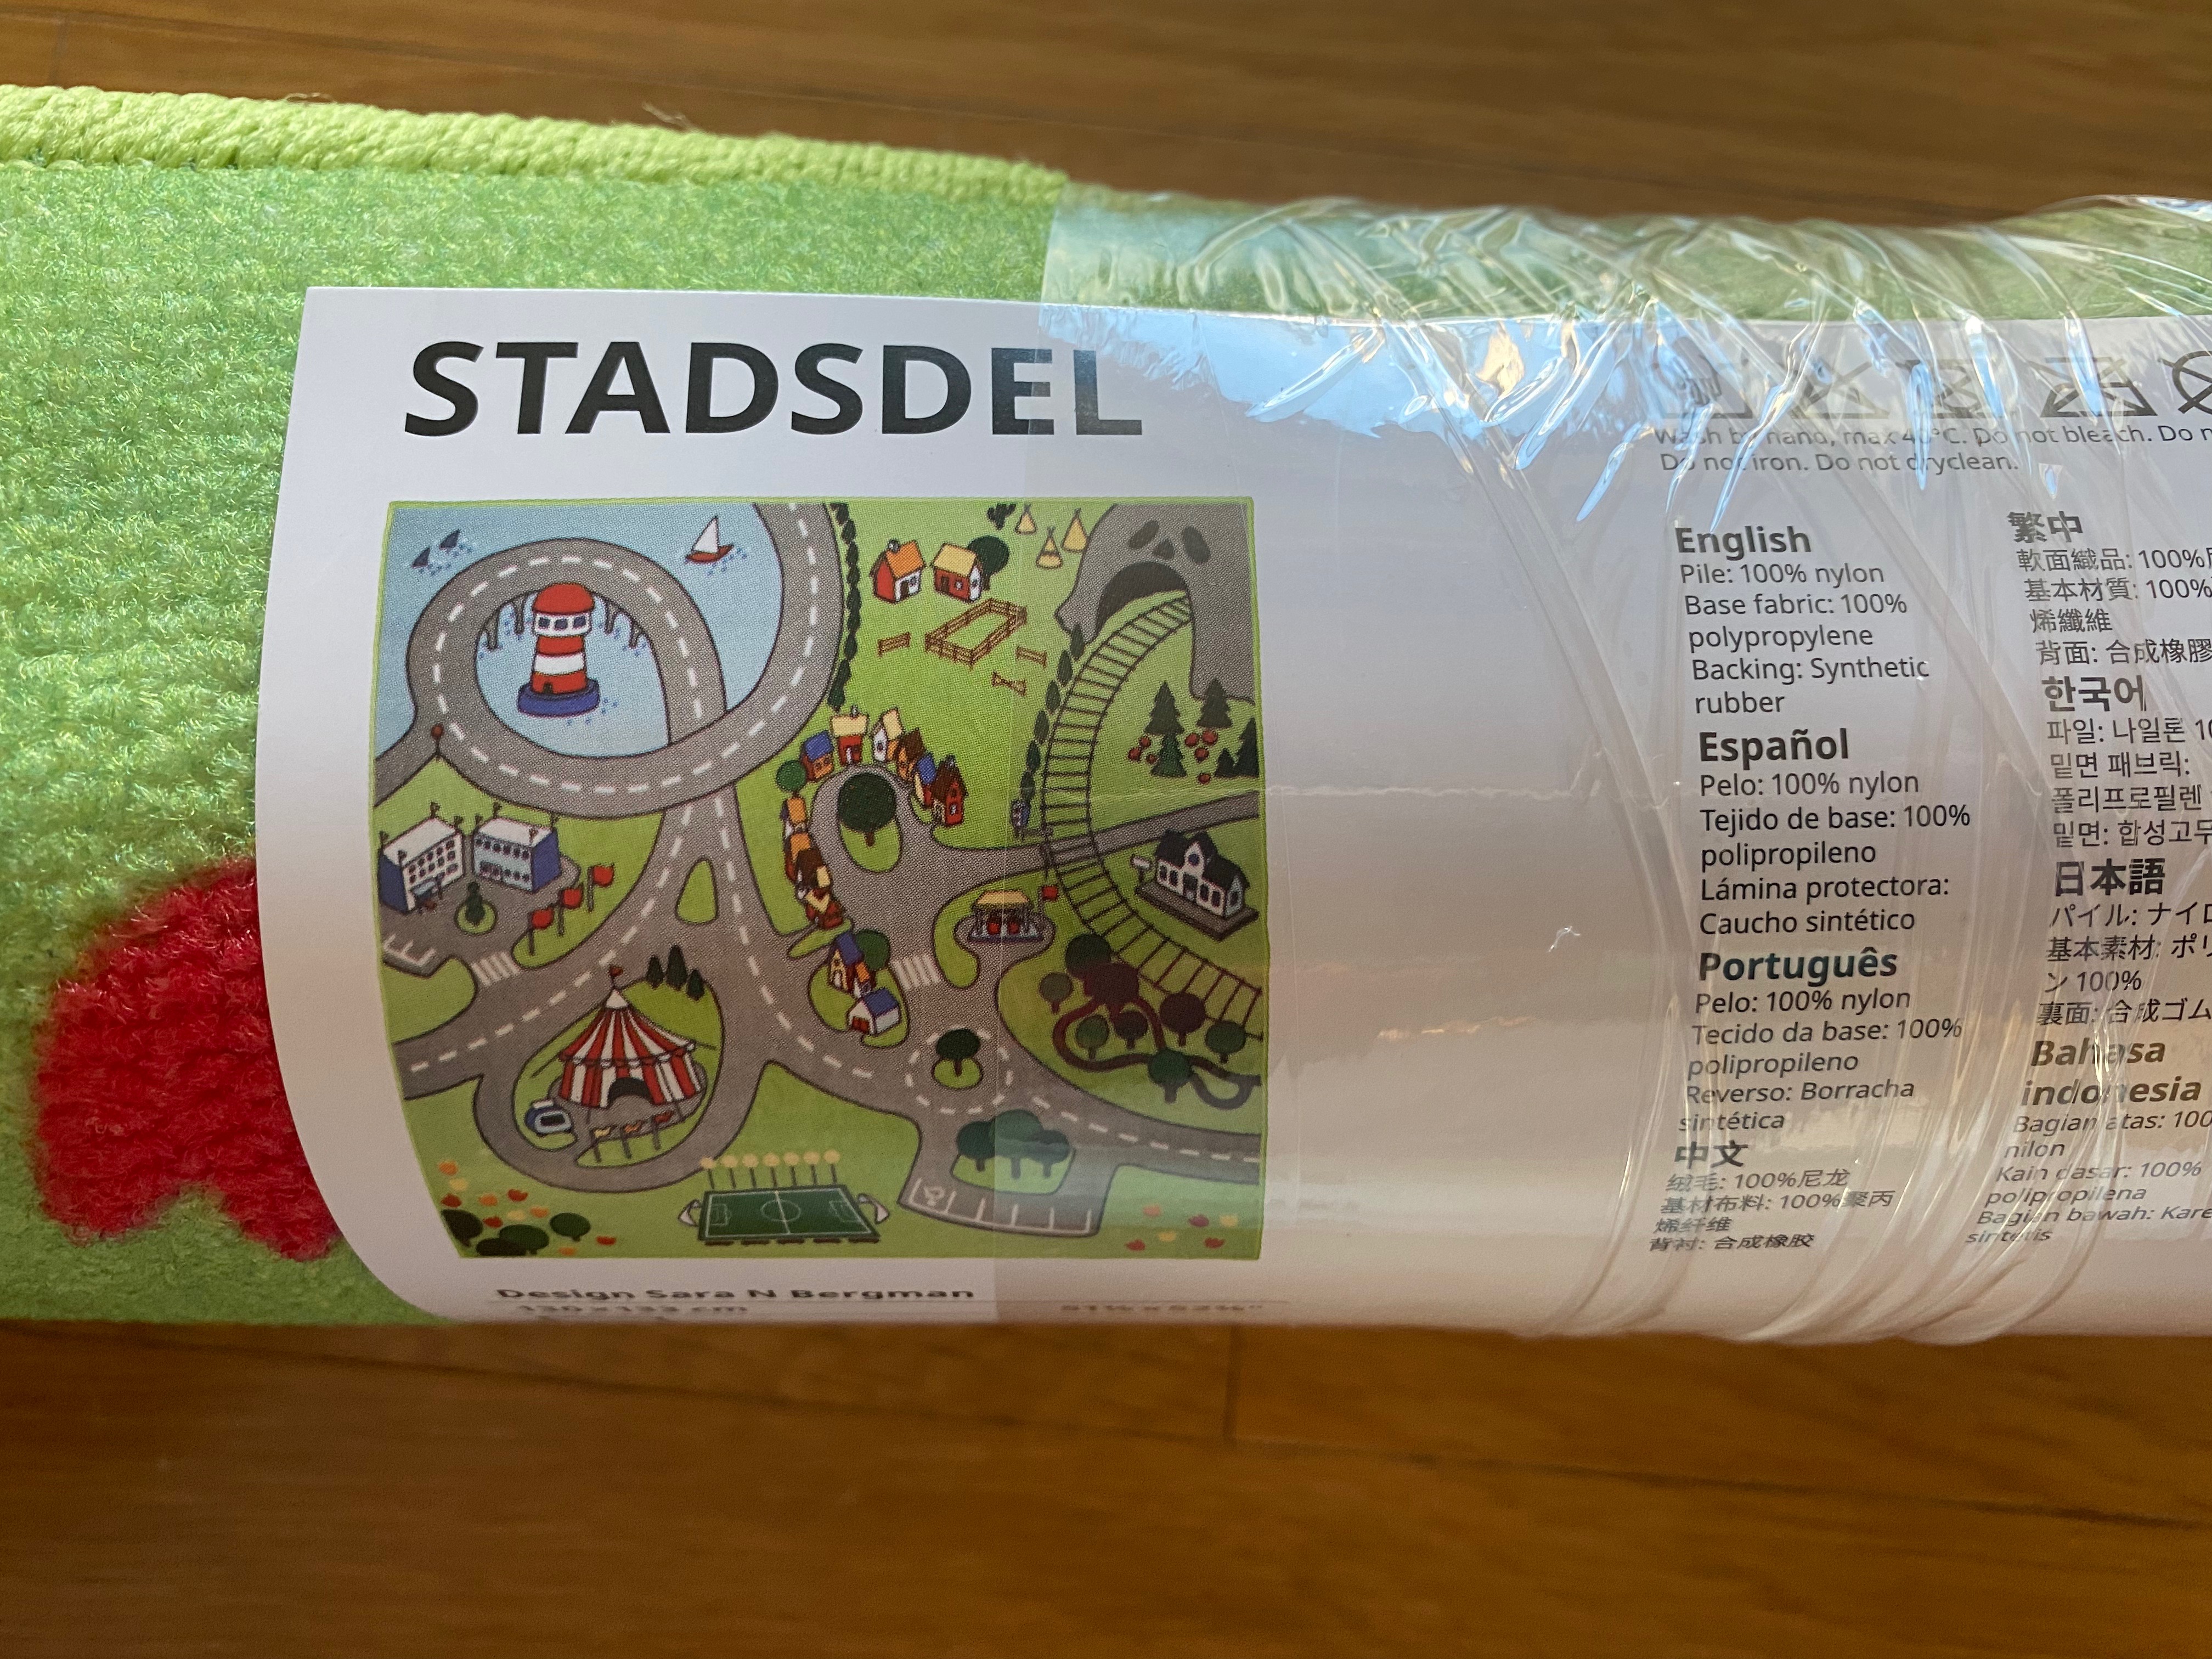 STADSDEL
Design Sara N Bergman
130 x 133 cm
Wash by hand, max 40°C. Do not bleach. Do
Do not iron. Do not dryclean.
English
Pile: 100% nylon
Base fabric: 100%
polypropylene
Backing: Synthetic
rubber
Español
Pelo: 100% nylon
Tejido de base: 100%
polipropileno
Lámina protectora:
Caucho sintético
Português
Pelo: 100% nylon
Tecido da base: 100%
polipropileno
Reverso: Borracha
sintética
中文
绒毛: 100%尼龙
基材布料: 100%聚丙
烯纤维
背衬: 合成橡胶
繁中
軟面織品: 100%
基本材質: 100%
烯纖維
背面: 合成橡膠
한국어
파일: 나일론
밑면 패브릭:
폴리프로필렌
밑면: 합성고무
日本語
パイル: ナイロ
基本素材: ポリ
ン 100%
裏面: 合成ゴム
Bahasa
indonesia
Bagian atas: 100
nilon
Kain dasar: 100%
polipropilena
Bagian bawah: Kare
sintetis